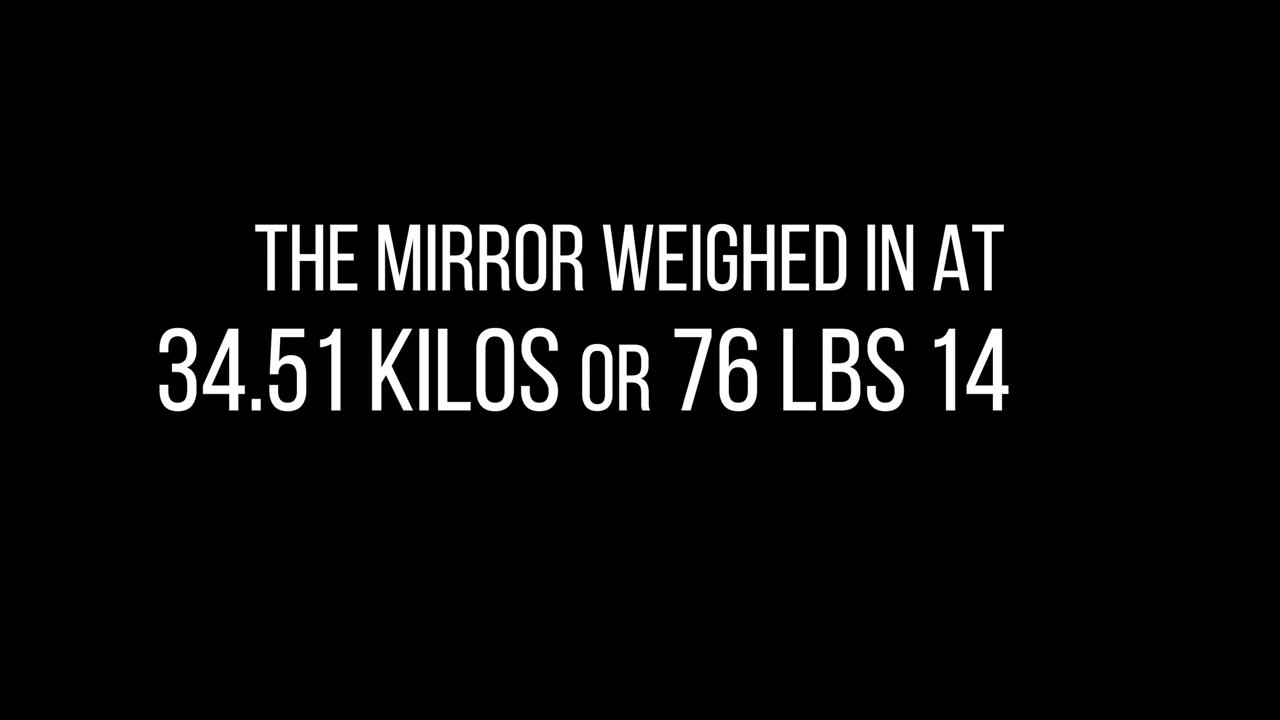 THE MIRROR WEIGHED IN AT
34.51 KILOS OR 76 LBS 14